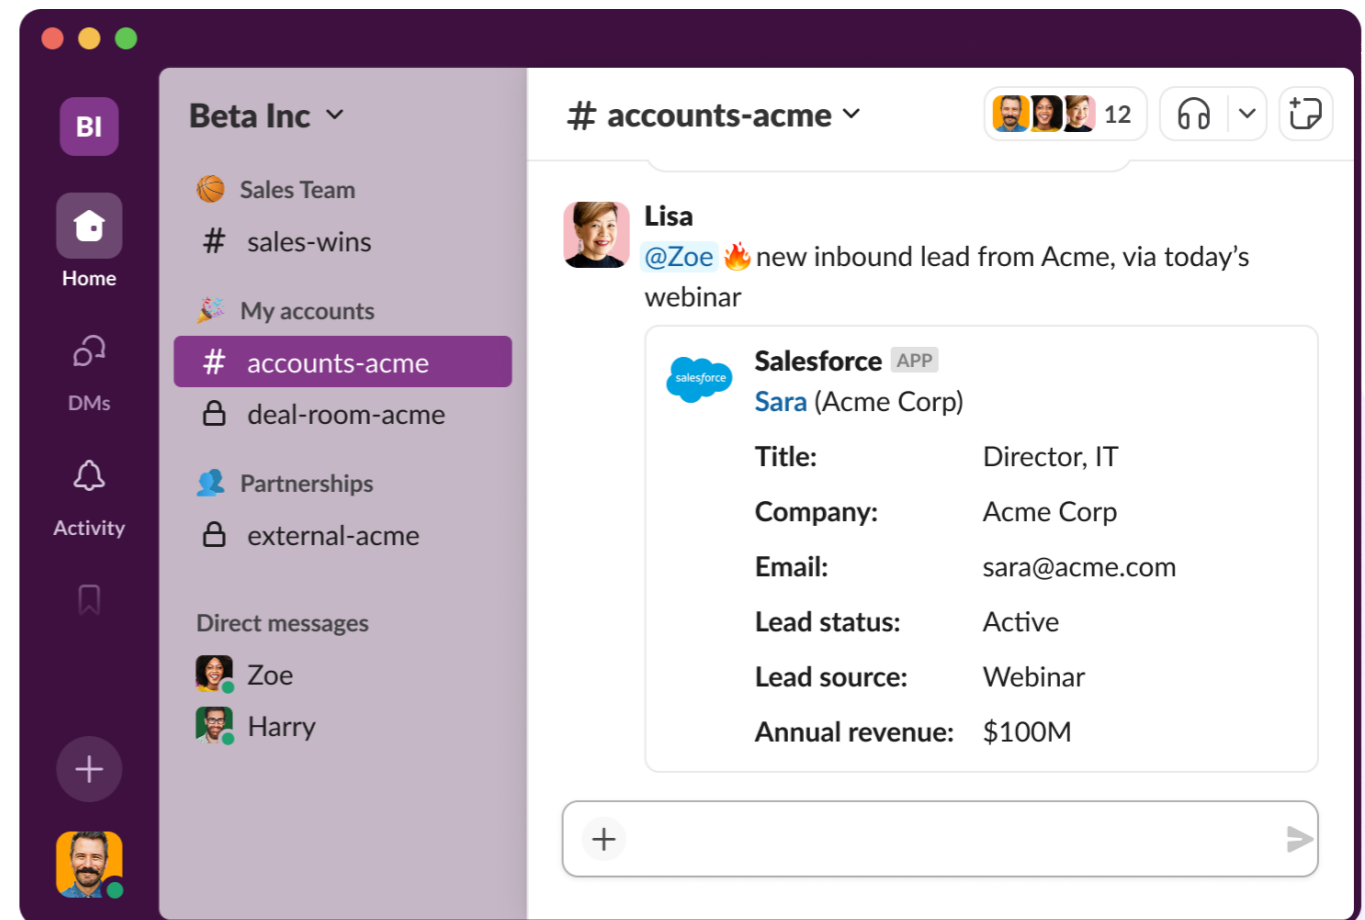 BI
Home
DMs
Activity
Beta Inc
Sales Team
# sales-wins
My accounts
# accounts-acme
deal-room-acme
Partnerships
external-acme
Direct messages
Zoe
Harry
# accounts-acme
12
Lisa
@Zoe 🔥 new inbound lead from Acme, via today’s
webinar
salesforce
Salesforce APP
Sara (Acme Corp)
Title: Director, IT
Company: Acme Corp
Email: sara@acme.com
Lead status: Active
Lead source: Webinar
Annual revenue: $100M